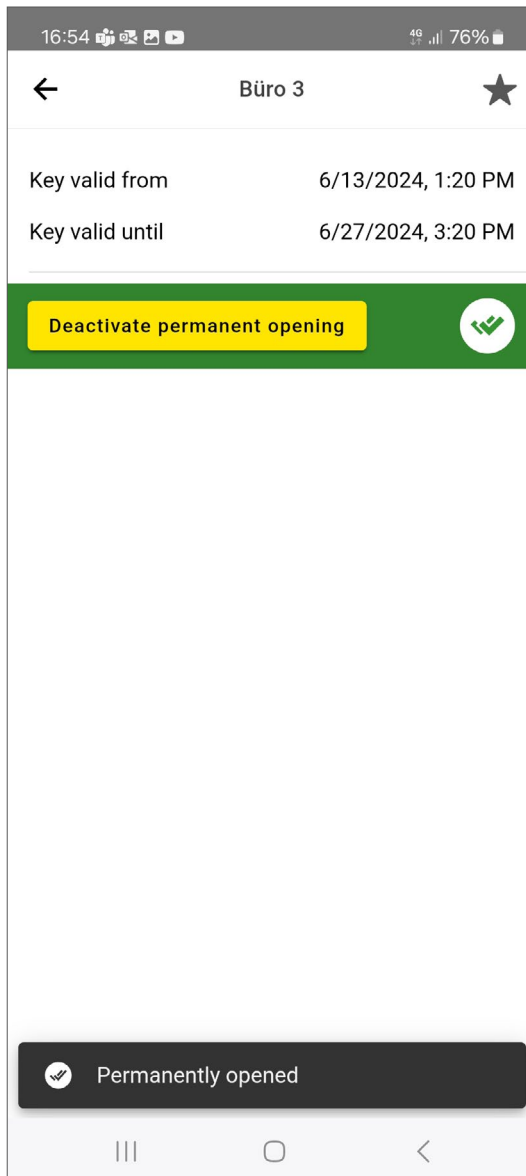 16:54
4G 76%
Büro 3
Key valid from 6/13/2024, 1:20 PM
Key valid until 6/27/2024, 3:20 PM
Deactivate permanent opening
Permanently opened